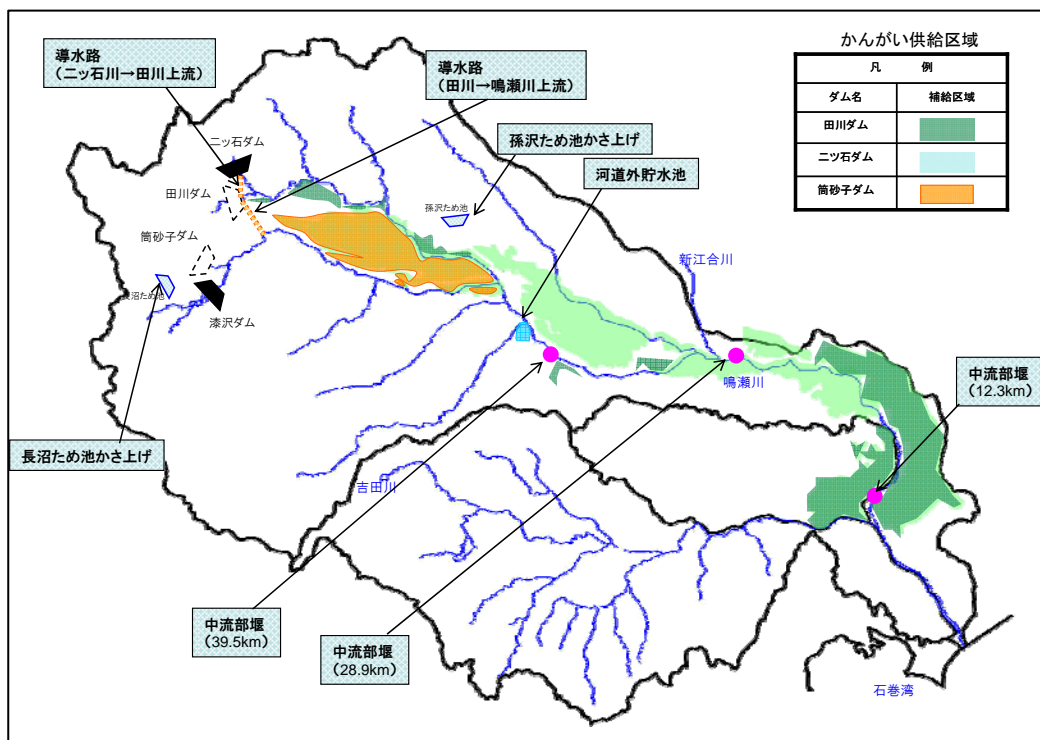 導水路
（二ッ石川→田川上流）
導水路
（田川→鳴瀬川上流）
孫沢ため池かさ上げ
河道外貯水池
かんがい供給区域
凡　例
ダム名　補給区域
田川ダム
二ツ石ダム
筒砂子ダム
二ッ石ダム
田川ダム
孫沢ため池
筒砂子ダム
長沼ため池
漆沢ダム
新江合川
鳴瀬川
中流部堰
（12.3km）
長沼ため池かさ上げ
吉田川
中流部堰
（39.5km）
中流部堰
（28.9km）
石巻湾